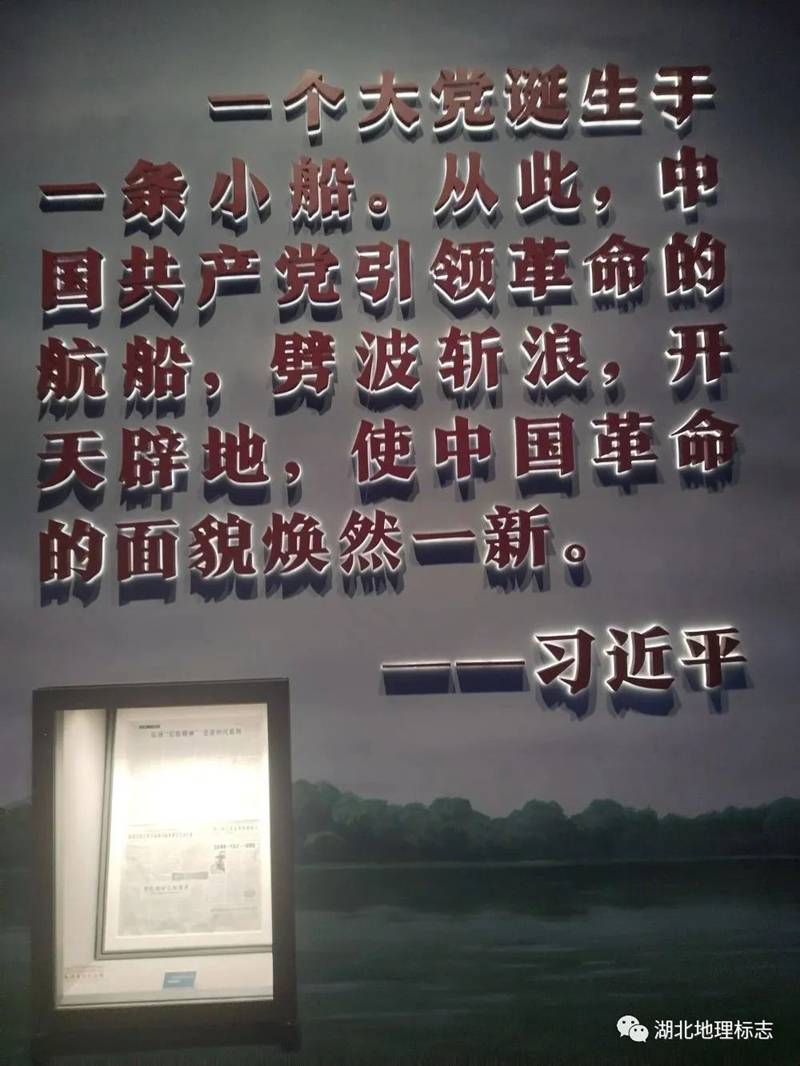 一个大党诞生于
一条小船。从此，中
国共产党引领革命的
航船，劈波斩浪，开
天辟地，使中国革命
的面貌焕然一新。
——习近平
湖北地理标志